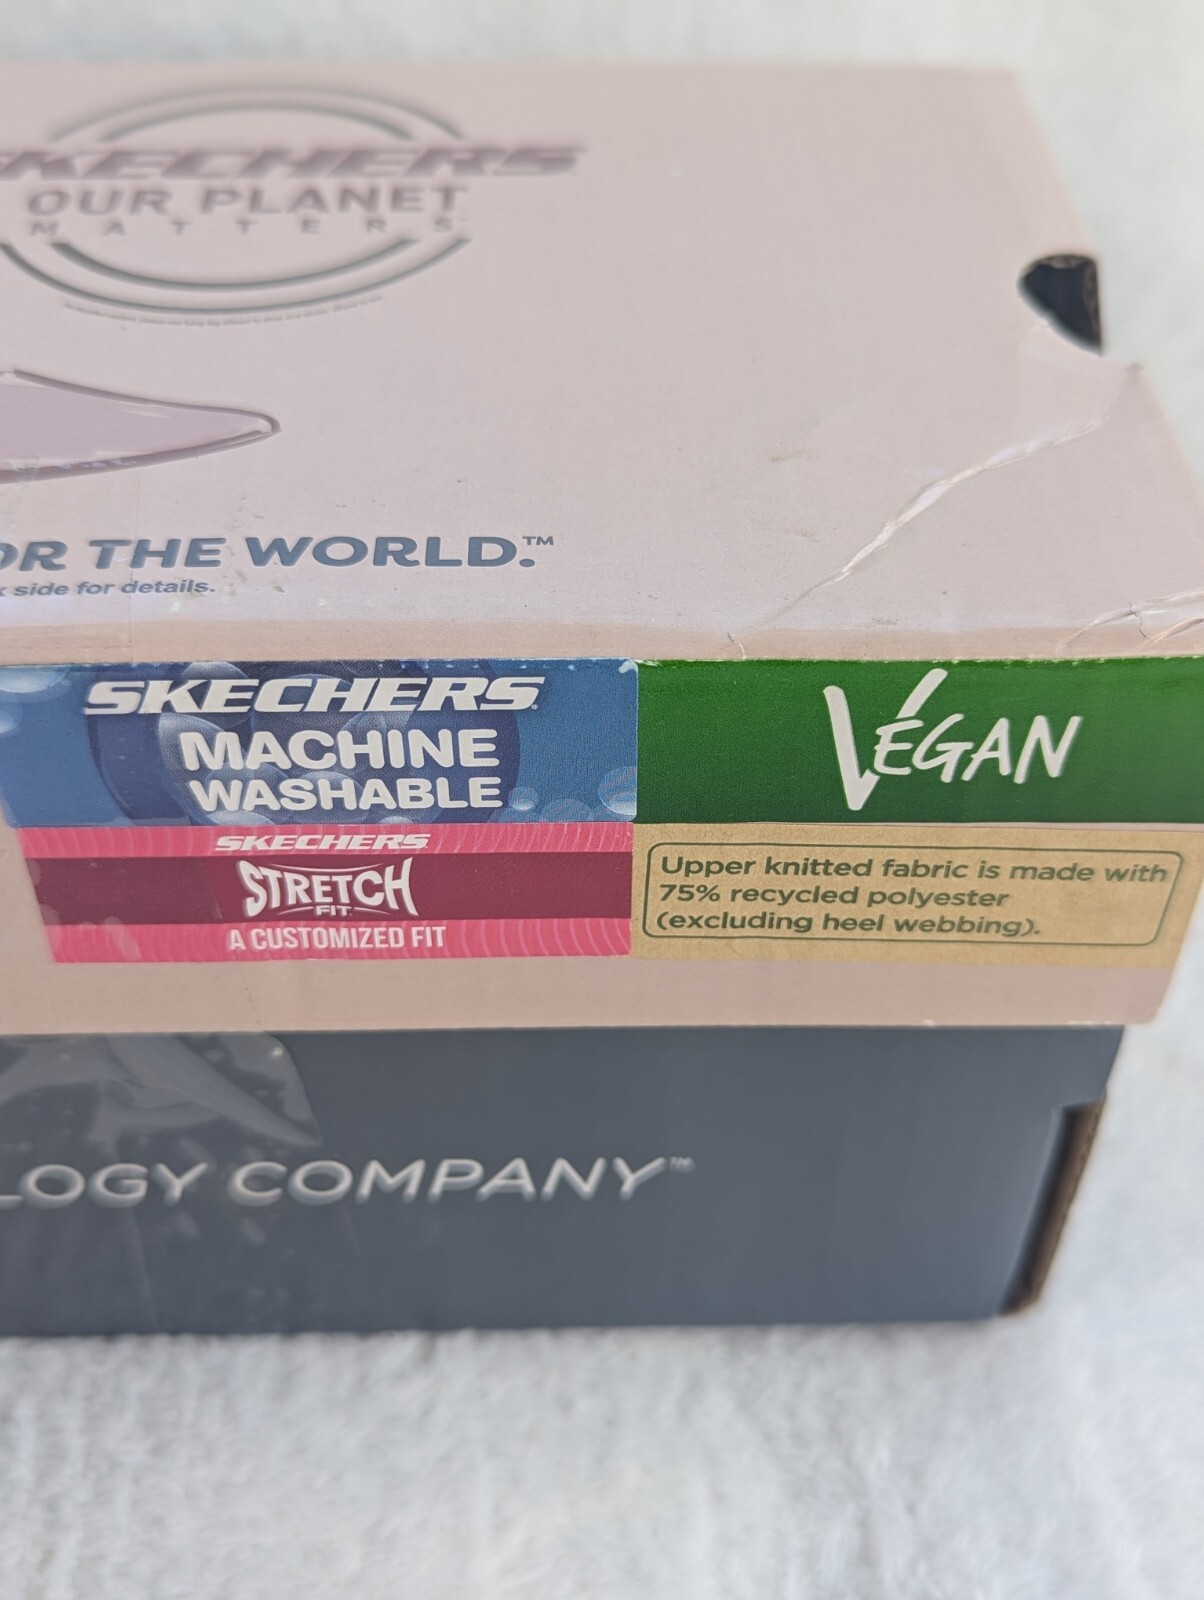 SKECHERS
OUR PLANET
MATTERS
OR THE WORLD.™
side for details.
SKECHERS
MACHINE
WASHABLE
VEGAN
SKECHERS
STRETCH
FIT
A CUSTOMIZED FIT
Upper knitted fabric is made with
75% recycled polyester
(excluding heel webbing).
LOGY COMPANY™